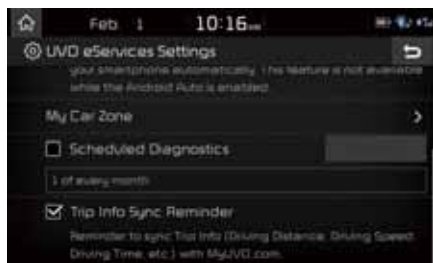 Feb. 1 10:16
UVO eServices Settings
your smartphone automatically. This feature is not available
while the Android Auto is enabled.
My Car Zone
Scheduled Diagnostics
1 of every month
Trip Info Sync Reminder
Reminder to sync Trip Info (Driving Distance, Driving Speed,
Driving Time, etc.) with MyUVO.com.